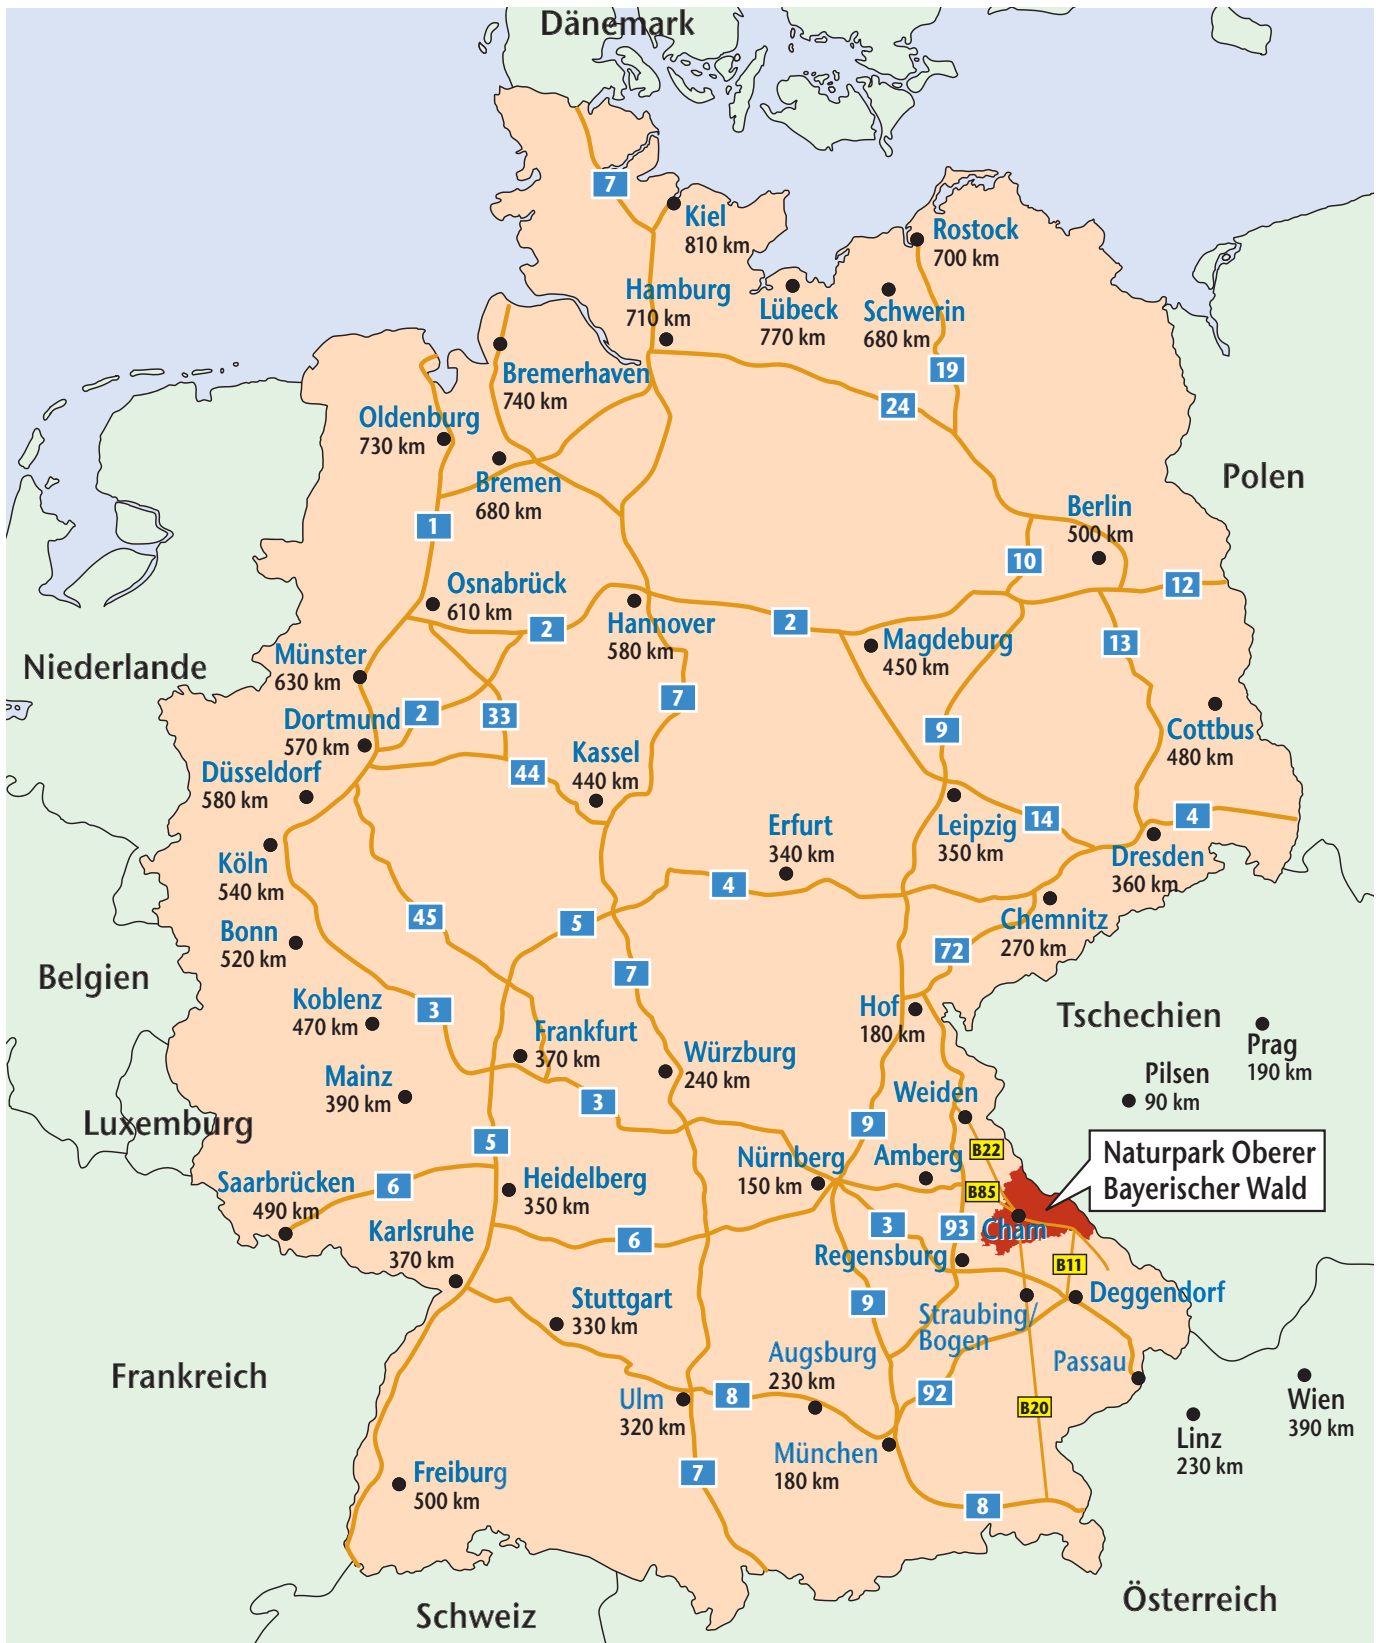 Dänemark
7
Kiel
810 km
Rostock
700 km
Hamburg
710 km
Lübeck
770 km
Schwerin
680 km
19
Bremerhaven
740 km
24
Oldenburg
730 km
Bremen
680 km
Polen
1
Berlin
500 km
10
12
Osnabrück
610 km
2
Hannover
580 km
2
Magdeburg
450 km
13
Niederlande
Münster
630 km
7
Dortmund
570 km
2
33
9
Cottbus
480 km
Düsseldorf
580 km
44
Kassel
440 km
Leipzig
350 km
14
4
Erfurt
340 km
Dresden
360 km
Köln
540 km
4
45
5
Chemnitz
270 km
Bonn
520 km
72
Belgien
7
Koblenz
470 km
3
Hof
180 km
Tschechien
Frankfurt
370 km
Würzburg
240 km
Prag
190 km
Mainz
390 km
Pilsen
90 km
3
Weiden
Luxemburg
5
9
B22
Naturpark Oberer
Bayerischer Wald
Nürnberg
150 km
Amberg
B85
Saarbrücken
490 km
6
Heidelberg
350 km
Karlsruhe
370 km
6
3
93
Cham
Regensburg
B11
Deggendorf
9
Stuttgart
330 km
Straubing/
Bogen
Augsburg
230 km
Passau
Frankreich
Ulm
320 km
8
92
B20
Wien
390 km
Linz
230 km
München
180 km
Freiburg
500 km
7
8
Schweiz
Österreich